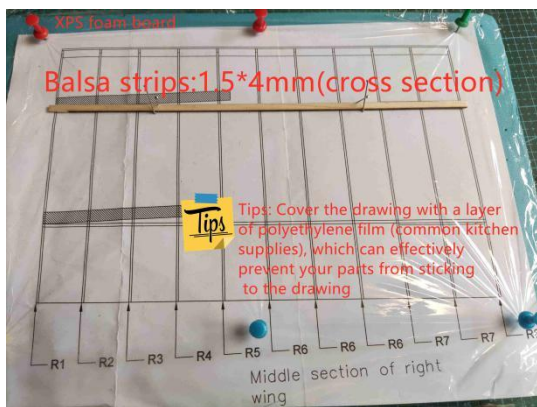 XPS foam board
Balsa strips:1.5*4mm(cross section)
Tips
Tips: Cover the drawing with a layer
of polyethylene film (common kitchen
supplies), which can effectively
prevent your parts from sticking
to the drawing
R1
R2
R3
R4
R5
R6
R6
R6
R7
R7
Middle section of right
wing